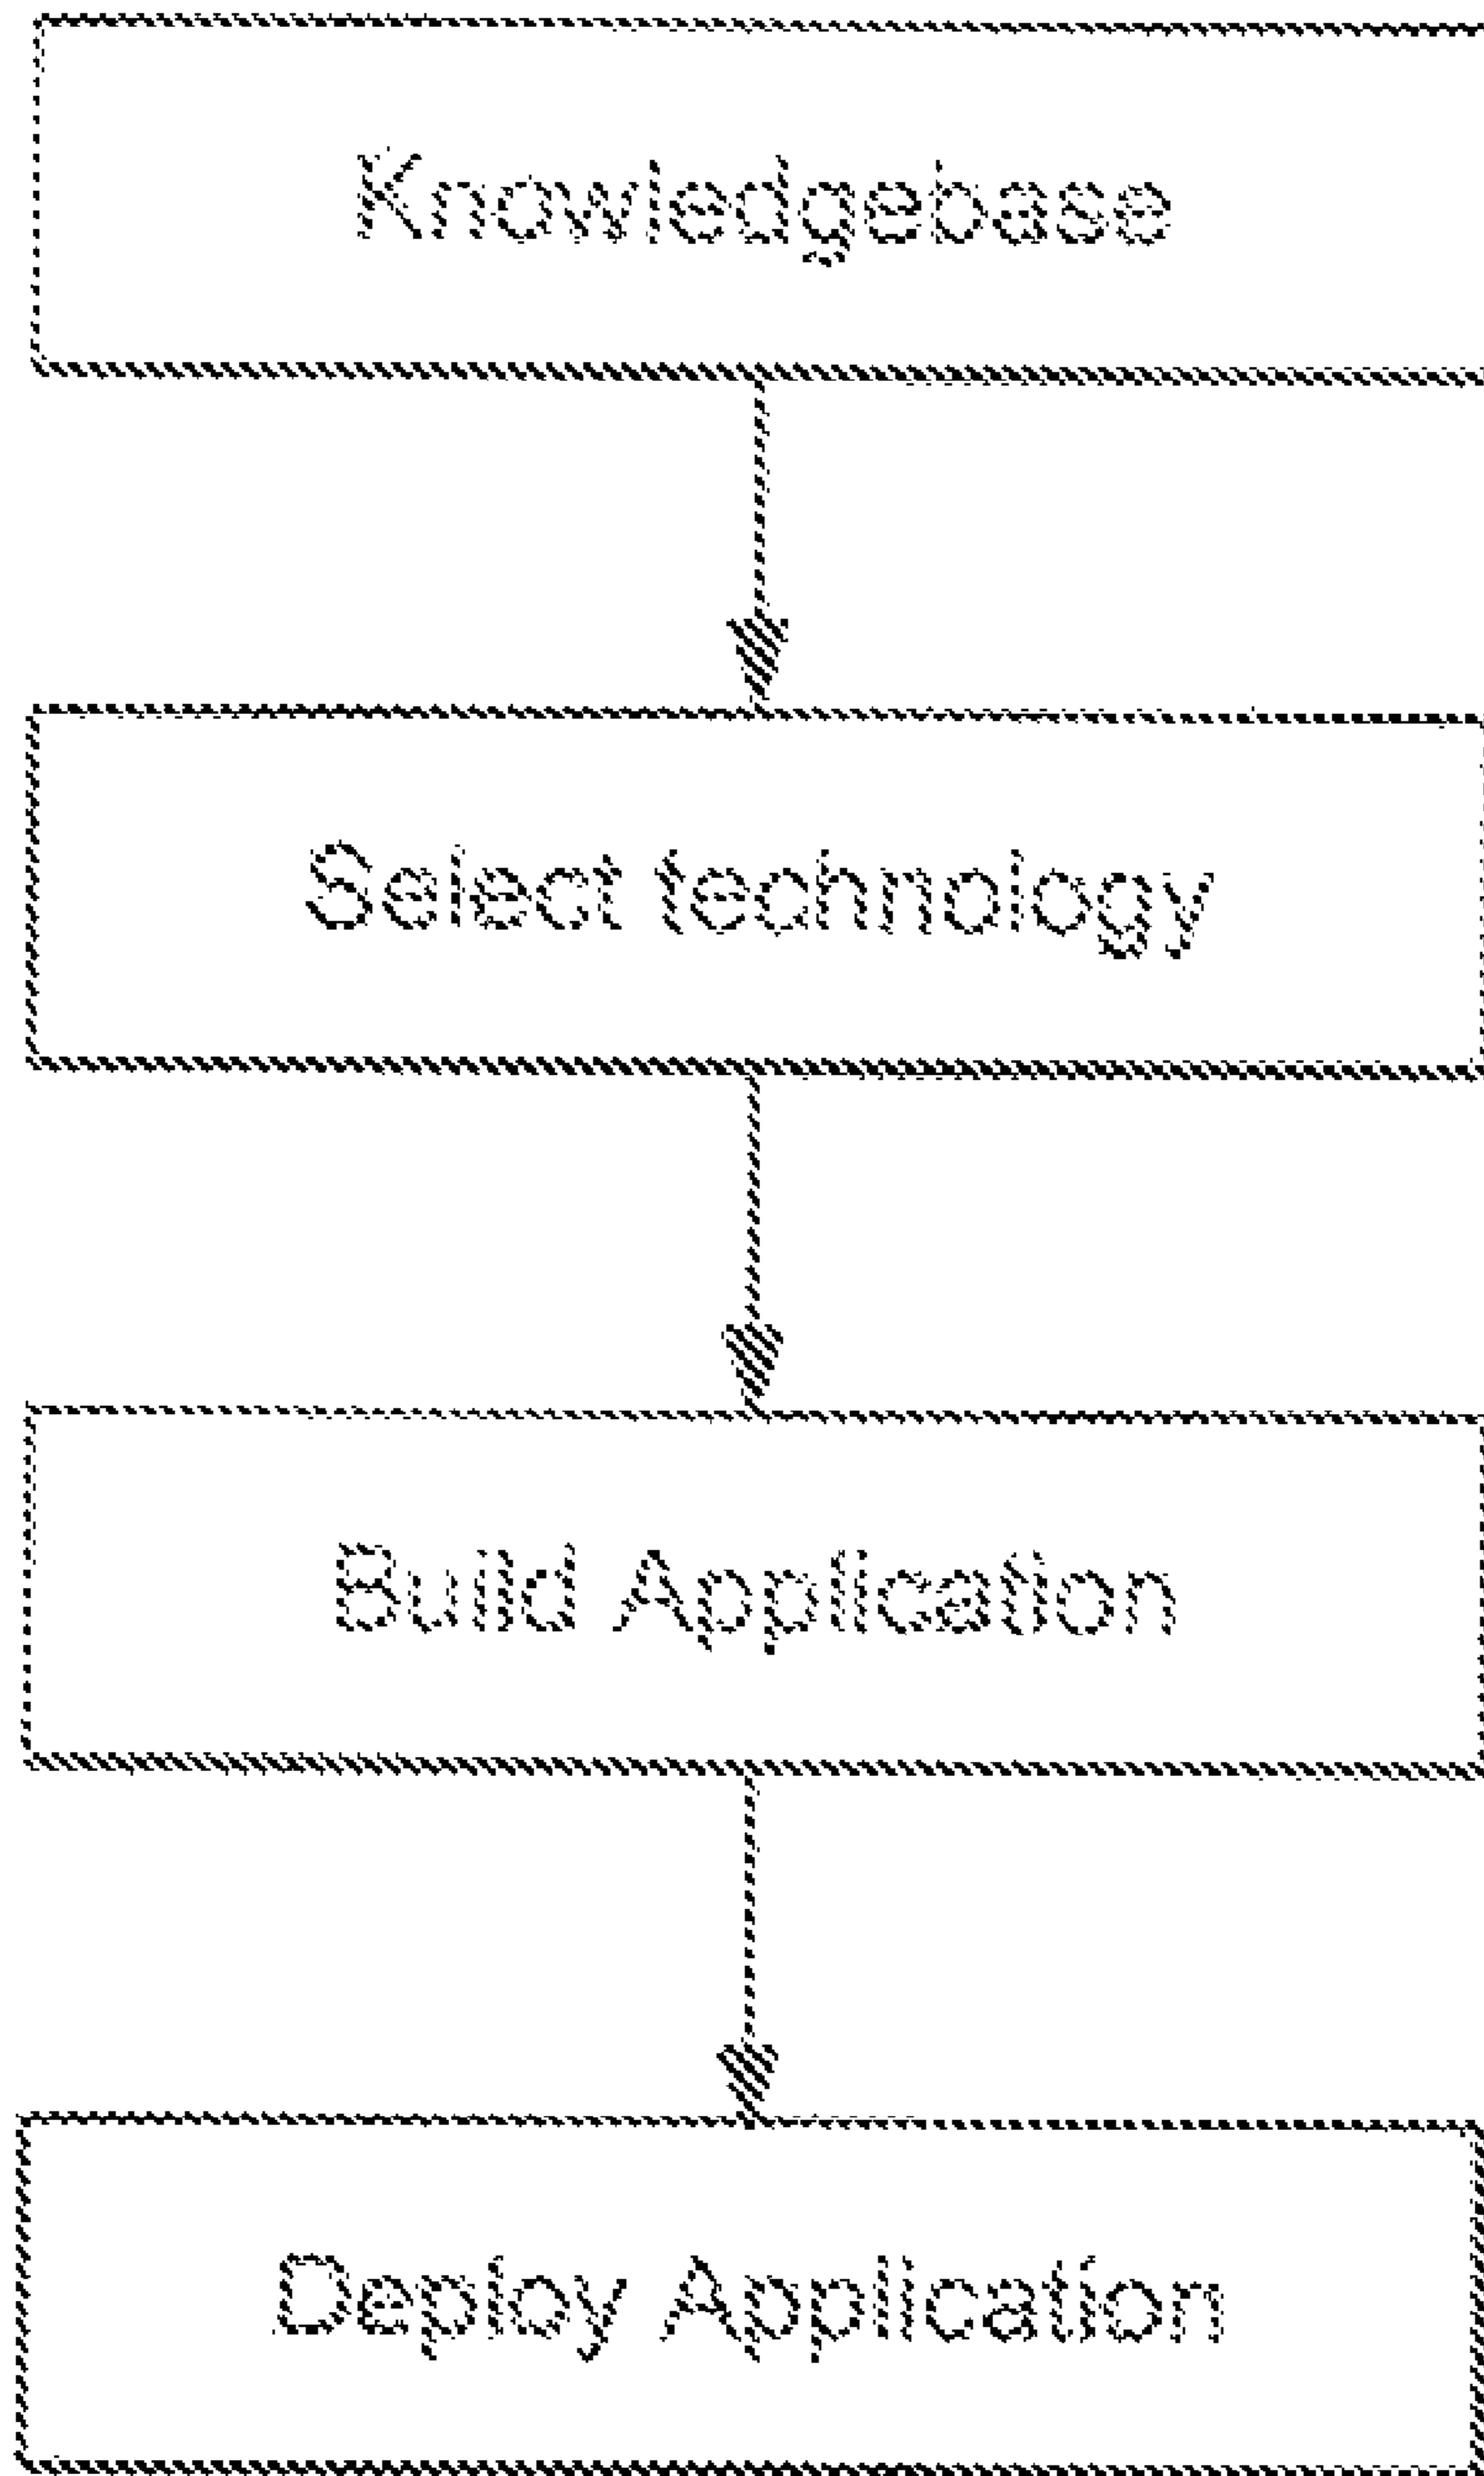 Knowledgebase
Select technology
Build Application
Deploy Application